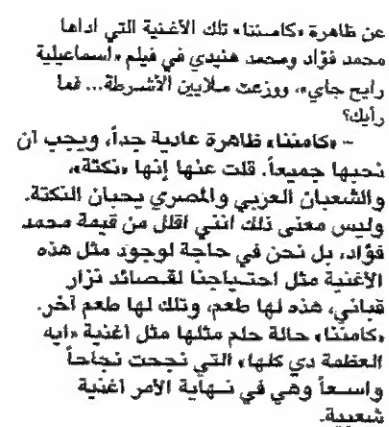 عن ظاهرة «كامننا» تلك الأغنية التي أداها
محمد فؤاد ومحمد هنيدي في فيلم «اسماعيلية
رايح جاي»، ووزعت ملايين الأشرطة... فما
رأيك؟
- «كامننا» ظاهرة عادية جداً، ويجب ان
نحبها جميعاً. قلت عنها إنها «نكتة»،
والشعبان العربي والمصري يحبان النكتة.
وليس معنى ذلك انني اقلل من قيمة محمد
فؤاد، بل نحن في حاجة لوجود مثل هذه
الأغنية مثل احتياجنا لقصائد نزار
قباني، هذه لها طعم، وتلك لها طعم آخر.
«كامننا» حالة حلم مثلها مثل اغنية «ايه
العظمة دي كلها» التي نجحت نجاحاً
واسعاً وهي في نهاية الأمر اغنية
شعبية.